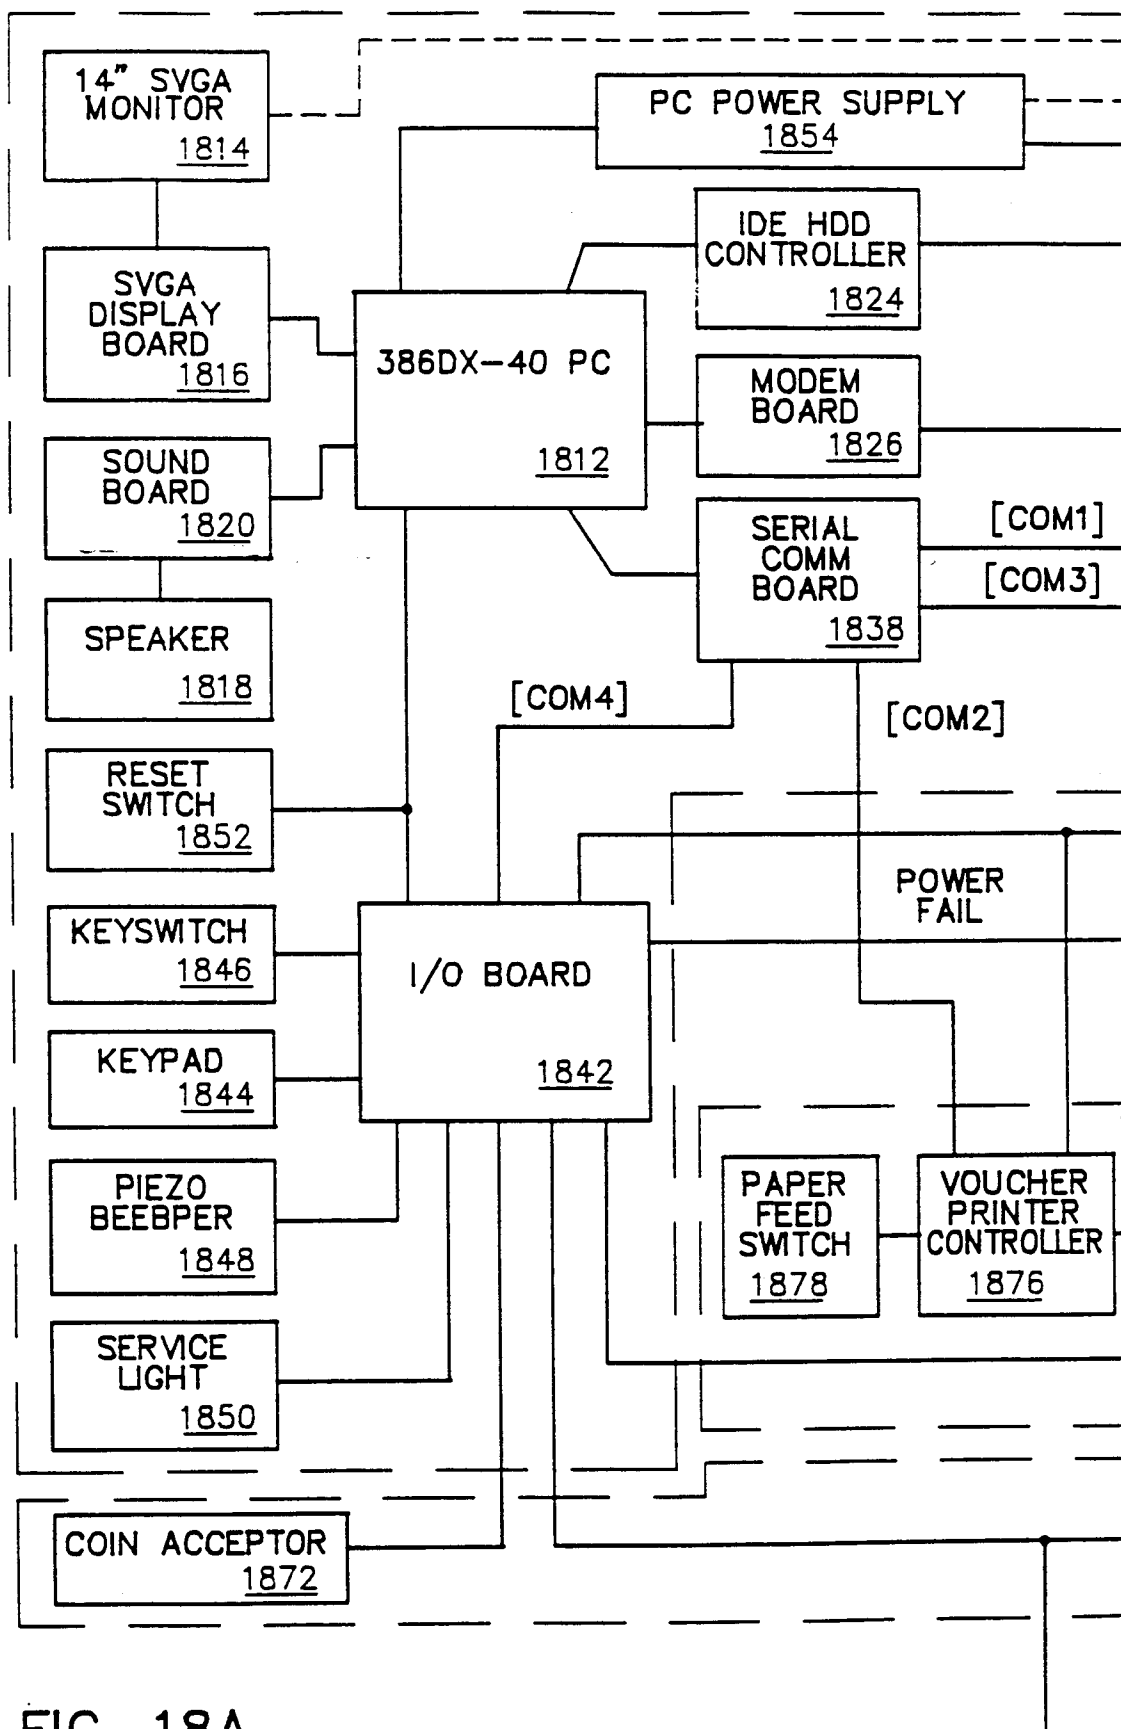 14" SVGA
MONITOR
1814
PC POWER SUPPLY
1854
IDE HDD
CONTROLLER
1824
SVGA
DISPLAY
BOARD
1816
386DX-40 PC
1812
MODEM
BOARD
1826
SOUND
BOARD
1820
SERIAL
COMM
BOARD
1838
[COM1]
[COM3]
SPEAKER
1818
[COM4]
[COM2]
RESET
SWITCH
1852
POWER
FAIL
KEYSWITCH
1846
I/O BOARD
1842
KEYPAD
1844
PIEZO
BEEBPER
1848
PAPER
FEED
SWITCH
1878
VOUCHER
PRINTER
CONTROLLER
1876
SERVICE
LIGHT
1850
COIN ACCEPTOR
1872
FIG. 18A